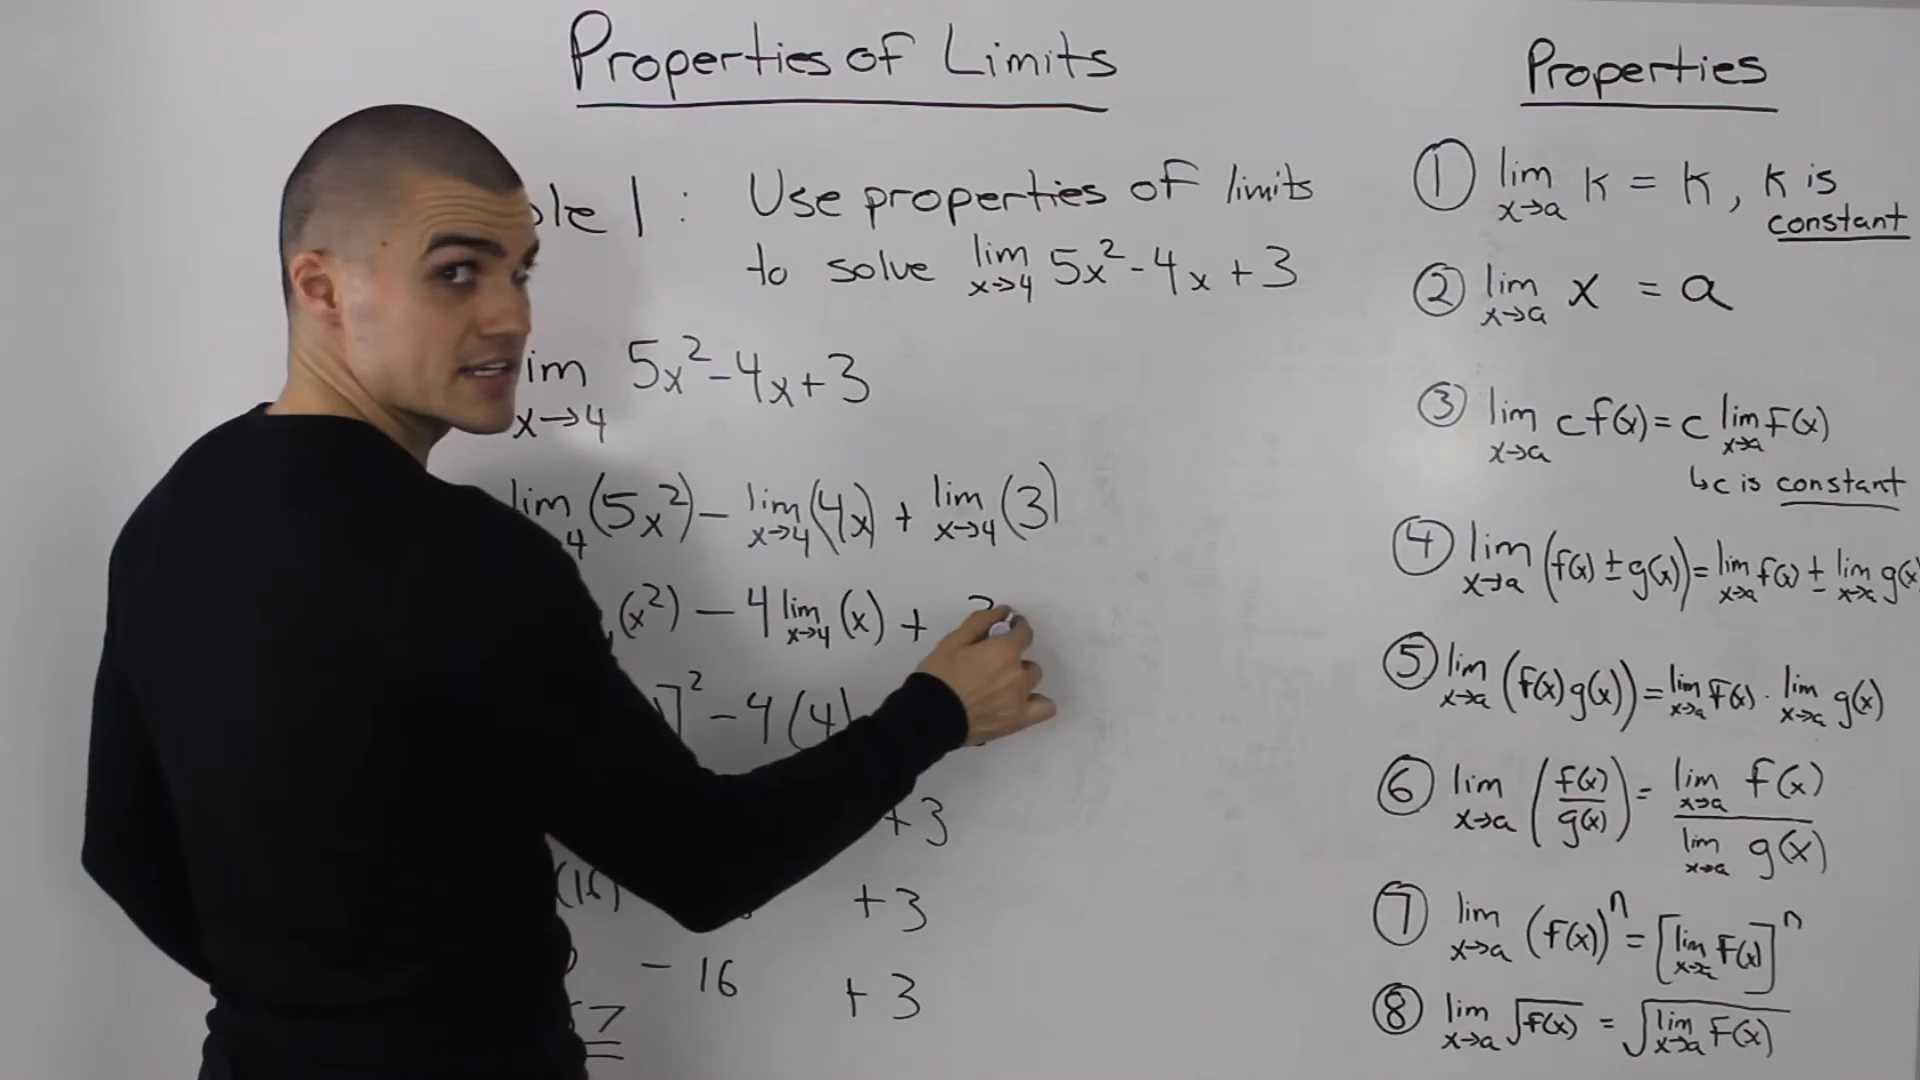 Properties of Limits
ole 1 : Use properties of limits
to solve lim x→4 5x² - 4x + 3
im x→4 5x² - 4x + 3
lim 4 (5x²) - lim x→4 (4x) + lim x→4 (3)
(x²) - 4 lim x→4 (x) +
]² - 4(4)
+ 3
(16) + 3
- 16 + 3
7
Properties
① lim x→a K = K, K is
constant
② lim x→a x = a
③ lim x→a c f(x) = c lim x→a f(x)
↳ c is constant
④ lim x→a (f(x) ± g(x)) = lim x→a f(x) ± lim x→a g(x
⑤ lim x→a (f(x) g(x)) = lim x→a f(x) · lim x→a g(x)
⑥ lim x→a (f(x)/g(x)) = lim x→a f(x) / lim x→a g(x)
⑦ lim x→a (f(x))ⁿ = [lim x→a f(x)]ⁿ
⑧ lim x→a √f(x) = √lim x→a f(x)